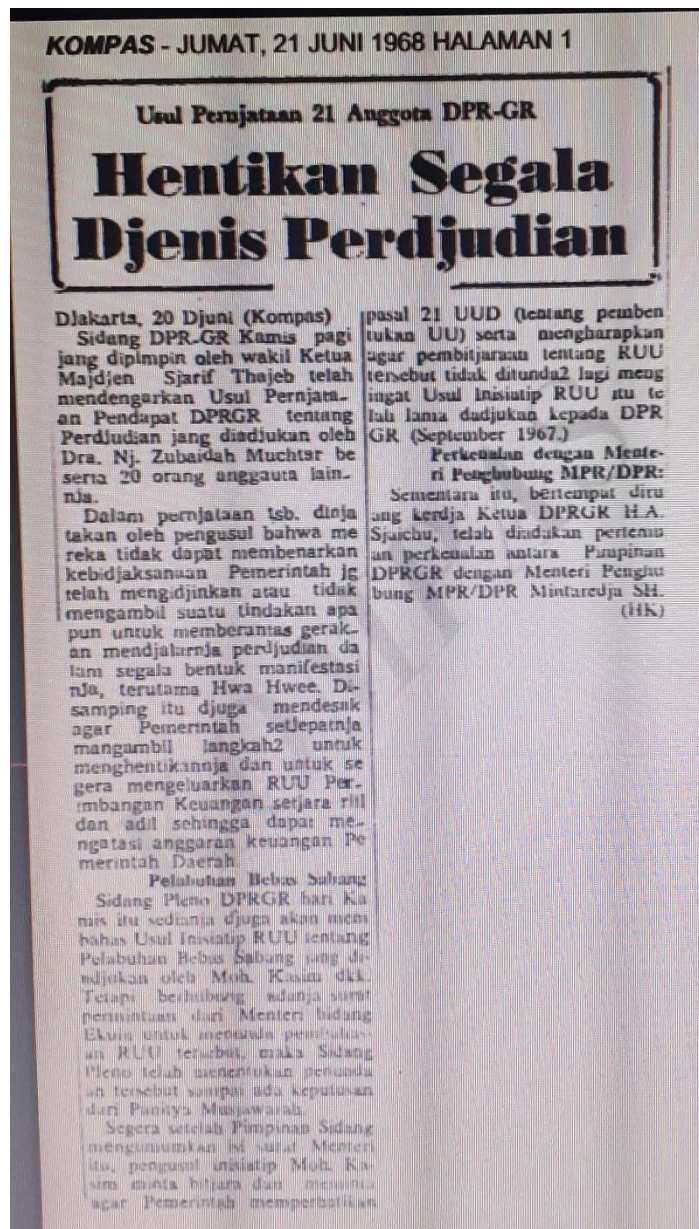 KOMPAS - JUMAT, 21 JUNI 1968 HALAMAN 1
Usul Pernjataan 21 Anggota DPR-GR
Hentikan Segala
Djenis Perdjudian
Djakarta, 20 Djuni (Kompas)
Sidang DPR-GR Kamis pagi
jang dipimpin oleh wakil Ketua
Majdjen Sjarif Thajeb telah
mendengarkan Usul Pernjata-
an Pendapat DPRGR tentang
Perdjudian jang diadjukan oleh
Dra. Nj. Zubaidah Muchtar be
serta 20 orang anggauta lain-
nja.
Dalam pernjataan tsb. dinja
takan oleh pengusul bahwa me
reka tidak dapat membenarkan
kebidjaksanaan Pemerintah jg
telah mengidjinkan atau tidak
mengambil suatu tindakan apa
pun untuk memberantas gerak-
an mendjalarnja perdjudian da
lam segala bentuk manifestasi
nja, terutama Hwa Hwee. Di-
samping itu djuga mendesak
agar Pemerintah setjepatnja
mangambil langkah2 untuk
menghentikannja dan untuk se
gera mengeluarkan RUU Per-
imbangan Keuangan setjara riil
dan adil sehingga dapat me-
ngatasi anggaran keuangan Pe
merintah Daerah.
Pelabuhan Bebas Sabang
Sidang Pleno DPRGR hari Ka
mis itu sedianja djuga akan mem
bahas Usul Inisiatip RUU tentang
Pelabuhan Bebas Sabang jang di-
adjukan oleh Moh. Kasim dkk.
Tetapi berhubung adanja surat
permintaan dari Menteri bidang
Ekuin untuk menunda pembahas-
an RUU tersebut, maka Sidang
Pleno telah menentukan penunda
an tersebut sampai ada keputusan
dari Panitya Musjawarah.
Segera setelah Pimpinan Sidang
mengumumkan isi surat Menteri
itu, pengusul inisiatip Moh. Ka-
sim minta bitjara dan meminta
agar Pemerintah memperhatikan
pasal 21 UUD (tentang pemben
tukan UU) serta mengharapkan
agar pembitjaraan tentang RUU
tersebut tidak ditunda2 lagi meng
ingat Usul Inisiatip RUU itu te
lah lama dadjukan kepada DPR
GR (September 1967.)
Perkenalan dengan Mente-
ri Penghubung MPR/DPR:
Sementara itu, bertempat diru
ang kerdja Ketua DPRGR H.A.
Sjaichu, telah diadakan pertemu
an perkenalan antara Pimpinan
DPRGR dengan Menteri Penghu
bung MPR/DPR Mintaredja SH.
(HK)